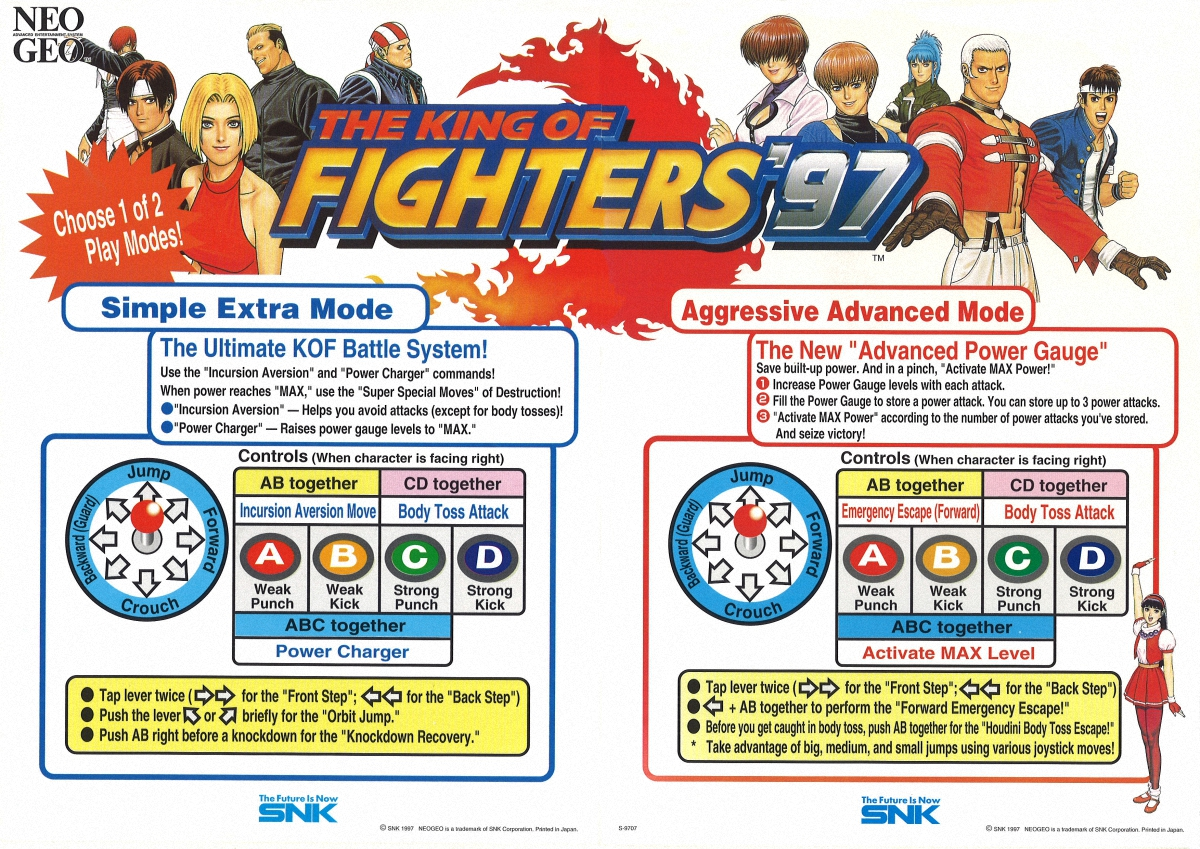 NEO
ADVANCED ENTERTAINMENT SYSTEM
GEO
TM
THE KING OF
FIGHTERS '97
TM
Choose 1 of 2
Play Modes!
Simple Extra Mode
The Ultimate KOF Battle System!
Use the "Incursion Aversion" and "Power Charger" commands!
When power reaches "MAX," use the "Super Special Moves" of Destruction!
●"Incursion Aversion" — Helps you avoid attacks (except for body tosses)!
●"Power Charger" — Raises power gauge levels to "MAX."
Controls (When character is facing right)
Jump
Backward (Guard)
Forward
Crouch
AB together
CD together
Incursion Aversion Move
Body Toss Attack
A B C D
Weak Punch
Weak Kick
Strong Punch
Strong Kick
ABC together
Power Charger
● Tap lever twice (⇨⇨ for the "Front Step"; ⇦⇦ for the "Back Step")
● Push the lever ⬁ or ⬀ briefly for the "Orbit Jump."
● Push AB right before a knockdown for the "Knockdown Recovery."
The Future Is Now
SNK
© SNK 1997 NEOGEO is a trademark of SNK Corporation. Printed in Japan.
S-9707
Aggressive Advanced Mode
The New "Advanced Power Gauge"
Save built-up power. And in a pinch, "Activate MAX Power!"
❶ Increase Power Gauge levels with each attack.
❷ Fill the Power Gauge to store a power attack. You can store up to 3 power attacks.
❸ "Activate MAX Power" according to the number of power attacks you've stored.
And seize victory!
Controls (When character is facing right)
Jump
Backward (Guard)
Forward
Crouch
AB together
CD together
Emergency Escape (Forward)
Body Toss Attack
A B C D
Weak Punch
Weak Kick
Strong Punch
Strong Kick
ABC together
Activate MAX Level
● Tap lever twice (⇨⇨ for the "Front Step"; ⇦⇦ for the "Back Step")
● ⇦ + AB together to perform the "Forward Emergency Escape!"
● Before you get caught in body toss, push AB together for the "Houdini Body Toss Escape!"
* Take advantage of big, medium, and small jumps using various joystick moves!
The Future Is Now
SNK
© SNK 1997 NEOGEO is a trademark of SNK Corporation. Printed in Japan.